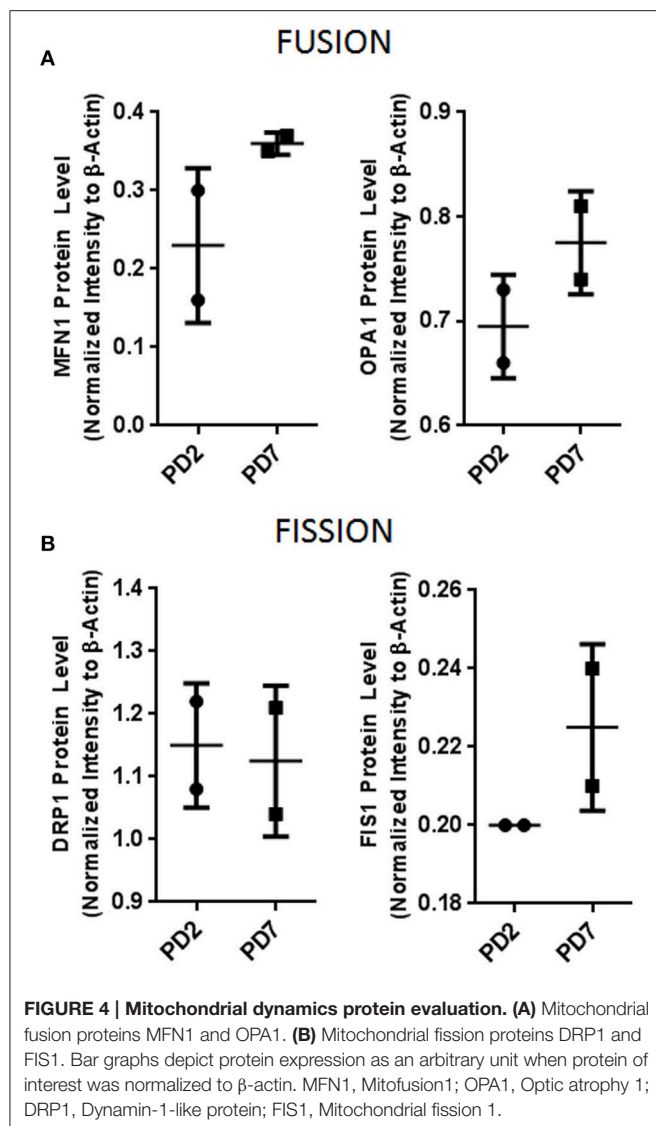 FUSION
A
MFN1 Protein Level
(Normalized Intensity to β-Actin)
0.4
0.3
0.2
0.1
0.0
PD2
PD7
OPA1 Protein Level
(Normalized Intensity to β-Actin)
0.9
0.8
0.7
0.6
PD2
PD7
FISSION
B
DRP1 Protein Level
(Normalized Intensity to β-Actin)
1.4
1.3
1.2
1.1
1.0
0.9
PD2
PD7
FIS1 Protein Level
(Normalized Intensity to β-Actin)
0.26
0.24
0.22
0.20
0.18
PD2
PD7
FIGURE 4 | Mitochondrial dynamics protein evaluation. (A) Mitochondrial
fusion proteins MFN1 and OPA1. (B) Mitochondrial fission proteins DRP1 and
FIS1. Bar graphs depict protein expression as an arbitrary unit when protein of
interest was normalized to β-actin. MFN1, Mitofusion1; OPA1, Optic atrophy 1;
DRP1, Dynamin-1-like protein; FIS1, Mitochondrial fission 1.